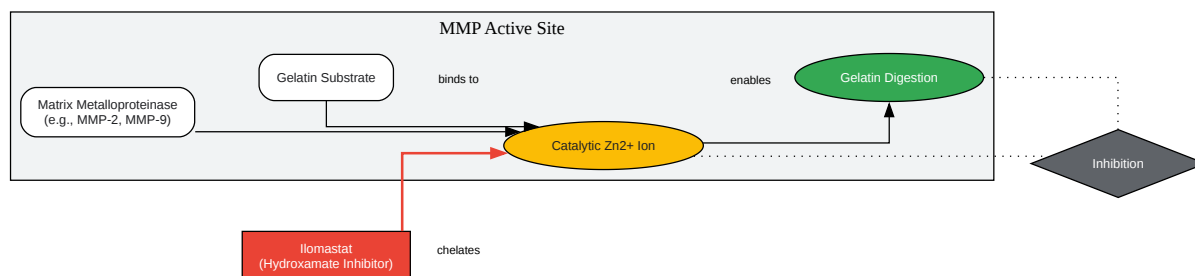 MMP Active Site
Gelatin Substrate
binds to
enables
Gelatin Digestion
Matrix Metalloproteinase
(e.g., MMP-2, MMP-9)
Catalytic Zn2+ Ion
Inhibition
Ilomastat
(Hydroxamate Inhibitor)
chelates